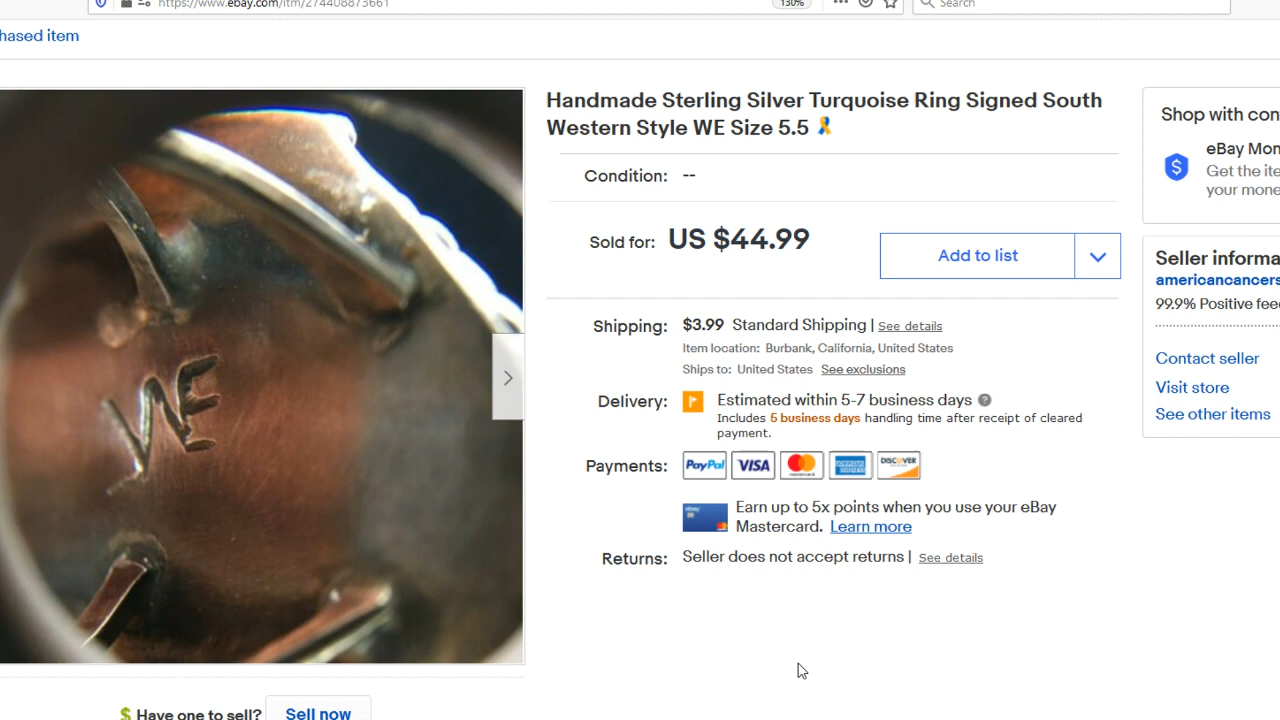 https://www.ebay.com/itm/274408873661
130%
Search
hased item
Handmade Sterling Silver Turquoise Ring Signed South
Western Style WE Size 5.5
Condition: --
Sold for: US $44.99
Add to list
Shipping: $3.99 Standard Shipping | See details
Item location: Burbank, California, United States
Ships to: United States See exclusions
Delivery: Estimated within 5-7 business days
Includes 5 business days handling time after receipt of cleared
payment.
Payments: PayPal VISA mastercard AMERICAN EXPRESS DISCOVER
Earn up to 5x points when you use your eBay
Mastercard. Learn more
Returns: Seller does not accept returns | See details
Shop with con
eBay Mon
Get the ite
your mone
Seller informa
americancancers
99.9% Positive fee
Contact seller
Visit store
See other items
WE
Have one to sell? Sell now